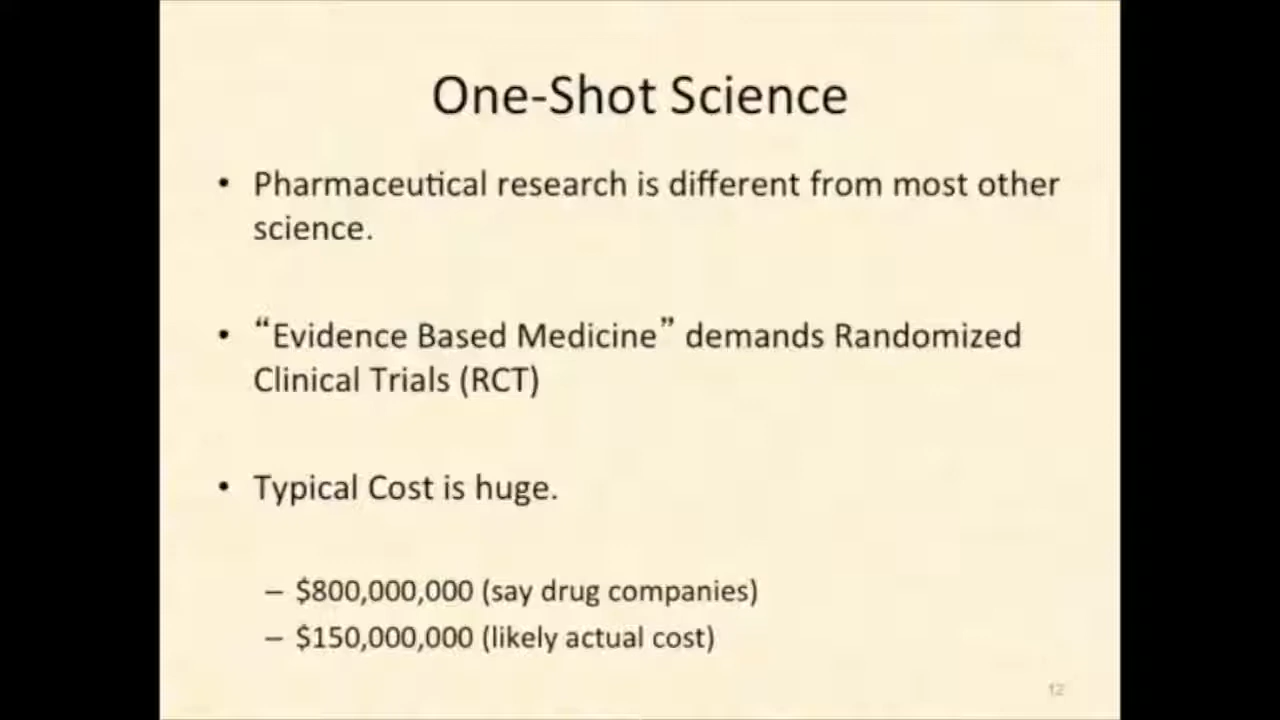 One-Shot Science
• Pharmaceutical research is different from most other
science.
• “Evidence Based Medicine” demands Randomized
Clinical Trials (RCT)
• Typical Cost is huge.
– $800,000,000 (say drug companies)
– $150,000,000 (likely actual cost)
12